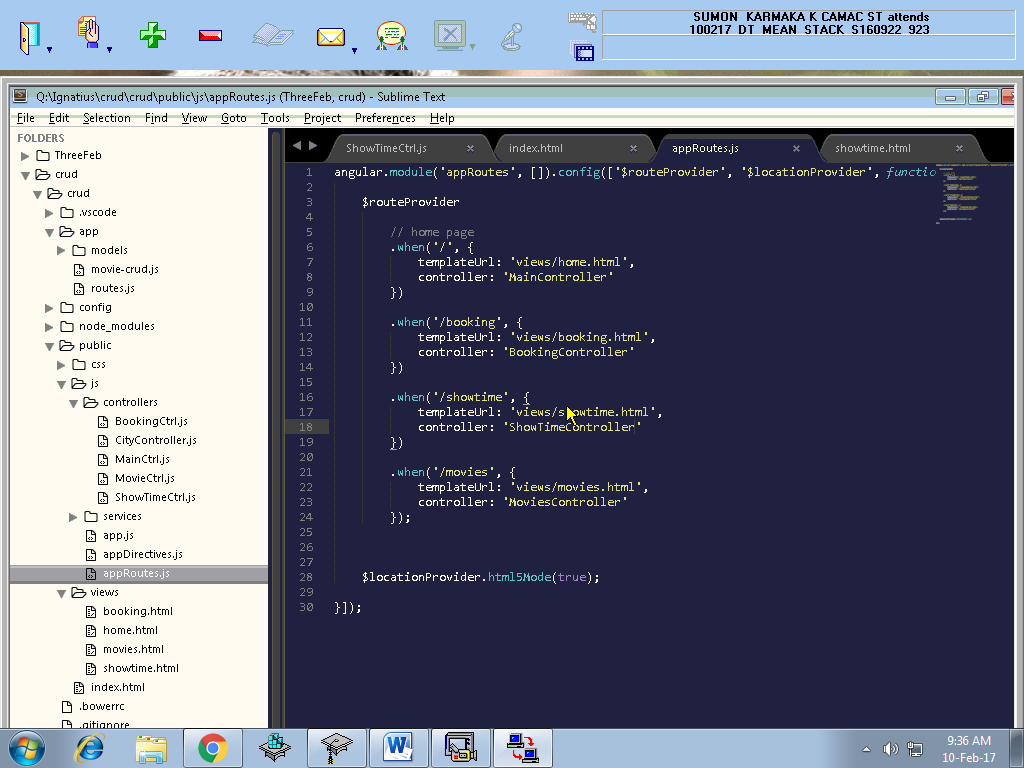 SUMON KARMAKA K CAMAC ST attends
100217 DT MEAN STACK S160922 923
Q:\Ignatius\crud\crud\public\js\appRoutes.js (ThreeFeb, crud) - Sublime Text
File Edit Selection Find View Goto Tools Project Preferences Help
FOLDERS
ThreeFeb
crud
crud
.vscode
app
models
movie-crud.js
routes.js
config
node_modules
public
css
js
controllers
BookingCtrl.js
CityController.js
MainCtrl.js
MovieCtrl.js
ShowTimeCtrl.js
services
app.js
appDirectives.js
appRoutes.js
views
booking.html
home.html
movies.html
showtime.html
index.html
.bowerrc
.gitignore
ShowTimeCtrl.js × index.html × appRoutes.js × showtime.html ×
1 angular.module('appRoutes', []).config(['$routeProvider', '$locationProvider', functio
2
3 $routeProvider
4
5 // home page
6 .when('/', {
7 templateUrl: 'views/home.html',
8 controller: 'MainController'
9 })
10
11 .when('/booking', {
12 templateUrl: 'views/booking.html',
13 controller: 'BookingController'
14 })
15
16 .when('/showtime', {
17 templateUrl: 'views/showtime.html',
18 controller: 'ShowTimeController'
19 })
20
21 .when('/movies', {
22 templateUrl: 'views/movies.html',
23 controller: 'MoviesController'
24 });
25
26
27
28 $locationProvider.html5Mode(true);
29
30 }]);
9:36 AM
10-Feb-17